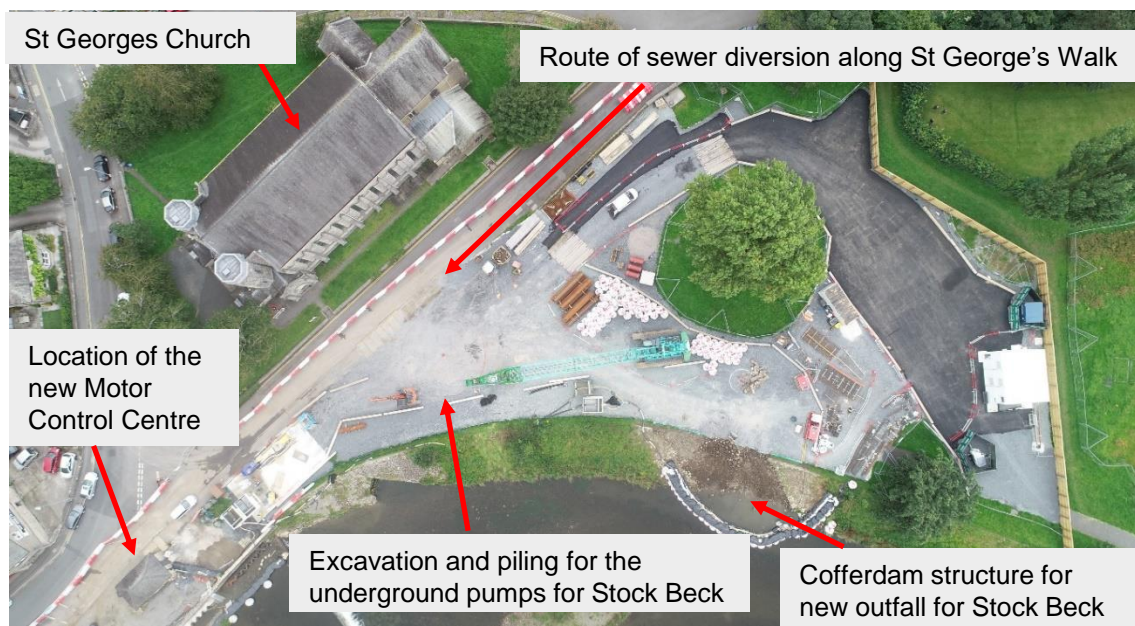 St Georges Church
Route of sewer diversion along St George's Walk
Location of the
new Motor
Control Centre
Excavation and piling for the
underground pumps for Stock Beck
Cofferdam structure for
new outfall for Stock Beck